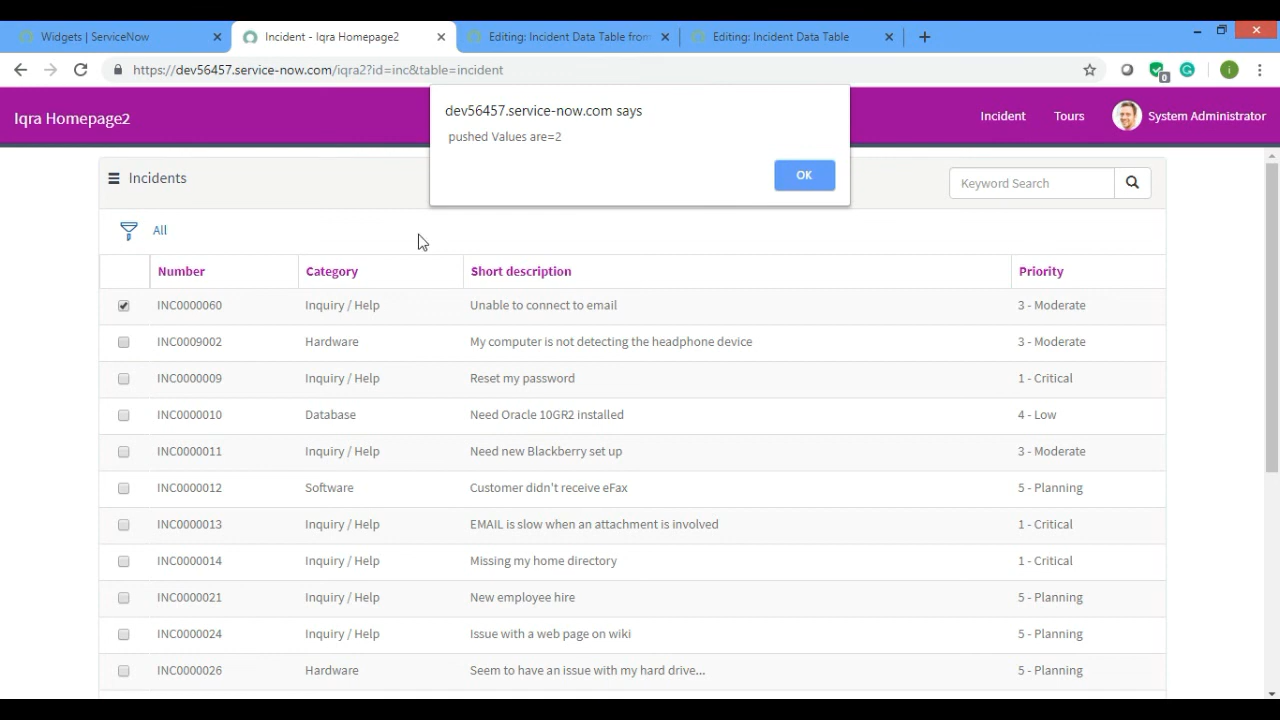 Widgets | ServiceNow
Incident - Iqra Homepage2
Editing: Incident Data Table from
Editing: Incident Data Table
https://dev56457.service-now.com/iqra2?id=inc&table=incident
0
i
Iqra Homepage2
Incident
Tours
System Administrator
dev56457.service-now.com says
pushed Values are=2
OK
Incidents
Keyword Search
All
Number Category Short description Priority
INC0000060 Inquiry / Help Unable to connect to email 3 - Moderate
INC0009002 Hardware My computer is not detecting the headphone device 3 - Moderate
INC0000009 Inquiry / Help Reset my password 1 - Critical
INC0000010 Database Need Oracle 10GR2 installed 4 - Low
INC0000011 Inquiry / Help Need new Blackberry set up 3 - Moderate
INC0000012 Software Customer didn't receive eFax 5 - Planning
INC0000013 Inquiry / Help EMAIL is slow when an attachment is involved 1 - Critical
INC0000014 Inquiry / Help Missing my home directory 1 - Critical
INC0000021 Inquiry / Help New employee hire 5 - Planning
INC0000024 Inquiry / Help Issue with a web page on wiki 5 - Planning
INC0000026 Hardware Seem to have an issue with my hard drive... 5 - Planning